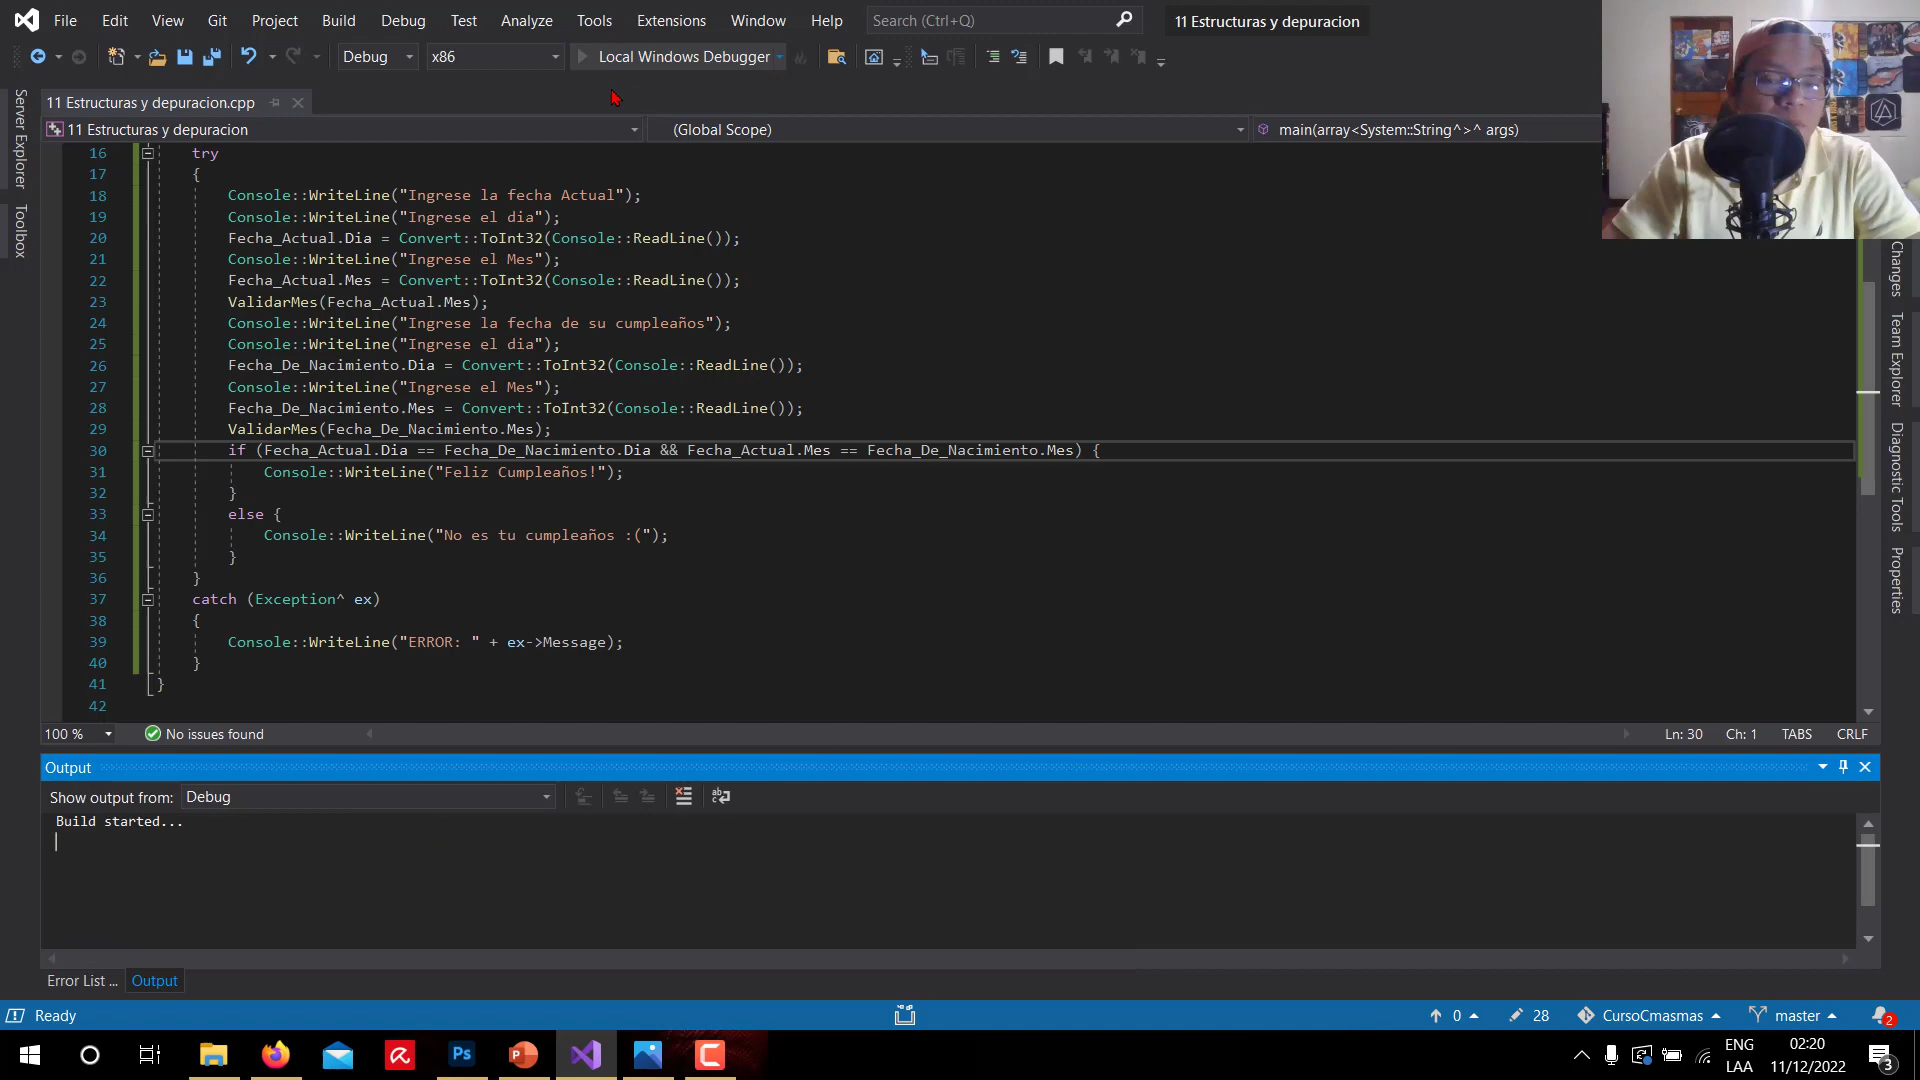 File Edit View Git Project Build Debug Test Analyze Tools Extensions Window Help Search (Ctrl+Q) 11 Estructuras y depuracion
Debug x86 Local Windows Debugger
11 Estructuras y depuracion.cpp
11 Estructuras y depuracion (Global Scope) main(array<System::String^>^ args)
Server Explorer
Toolbox
16 try
17 {
18 Console::WriteLine("Ingrese la fecha Actual");
19 Console::WriteLine("Ingrese el dia");
20 Fecha_Actual.Dia = Convert::ToInt32(Console::ReadLine());
21 Console::WriteLine("Ingrese el Mes");
22 Fecha_Actual.Mes = Convert::ToInt32(Console::ReadLine());
23 ValidarMes(Fecha_Actual.Mes);
24 Console::WriteLine("Ingrese la fecha de su cumpleaños");
25 Console::WriteLine("Ingrese el dia");
26 Fecha_De_Nacimiento.Dia = Convert::ToInt32(Console::ReadLine());
27 Console::WriteLine("Ingrese el Mes");
28 Fecha_De_Nacimiento.Mes = Convert::ToInt32(Console::ReadLine());
29 ValidarMes(Fecha_De_Nacimiento.Mes);
30 if (Fecha_Actual.Dia == Fecha_De_Nacimiento.Dia && Fecha_Actual.Mes == Fecha_De_Nacimiento.Mes) {
31 Console::WriteLine("Feliz Cumpleaños!");
32 }
33 else {
34 Console::WriteLine("No es tu cumpleaños :(");
35 }
36 }
37 catch (Exception^ ex)
38 {
39 Console::WriteLine("ERROR: " + ex->Message);
40 }
41 }
42
Changes
Team Explorer
Diagnostic Tools
Properties
100 % No issues found Ln: 30 Ch: 1 TABS CRLF
Output
Show output from: Debug
Build started...
Error List ... Output
Ready 0 28 CursoCmasmas master 2
Ps P ENG 02:20
LAA 11/12/2022 3